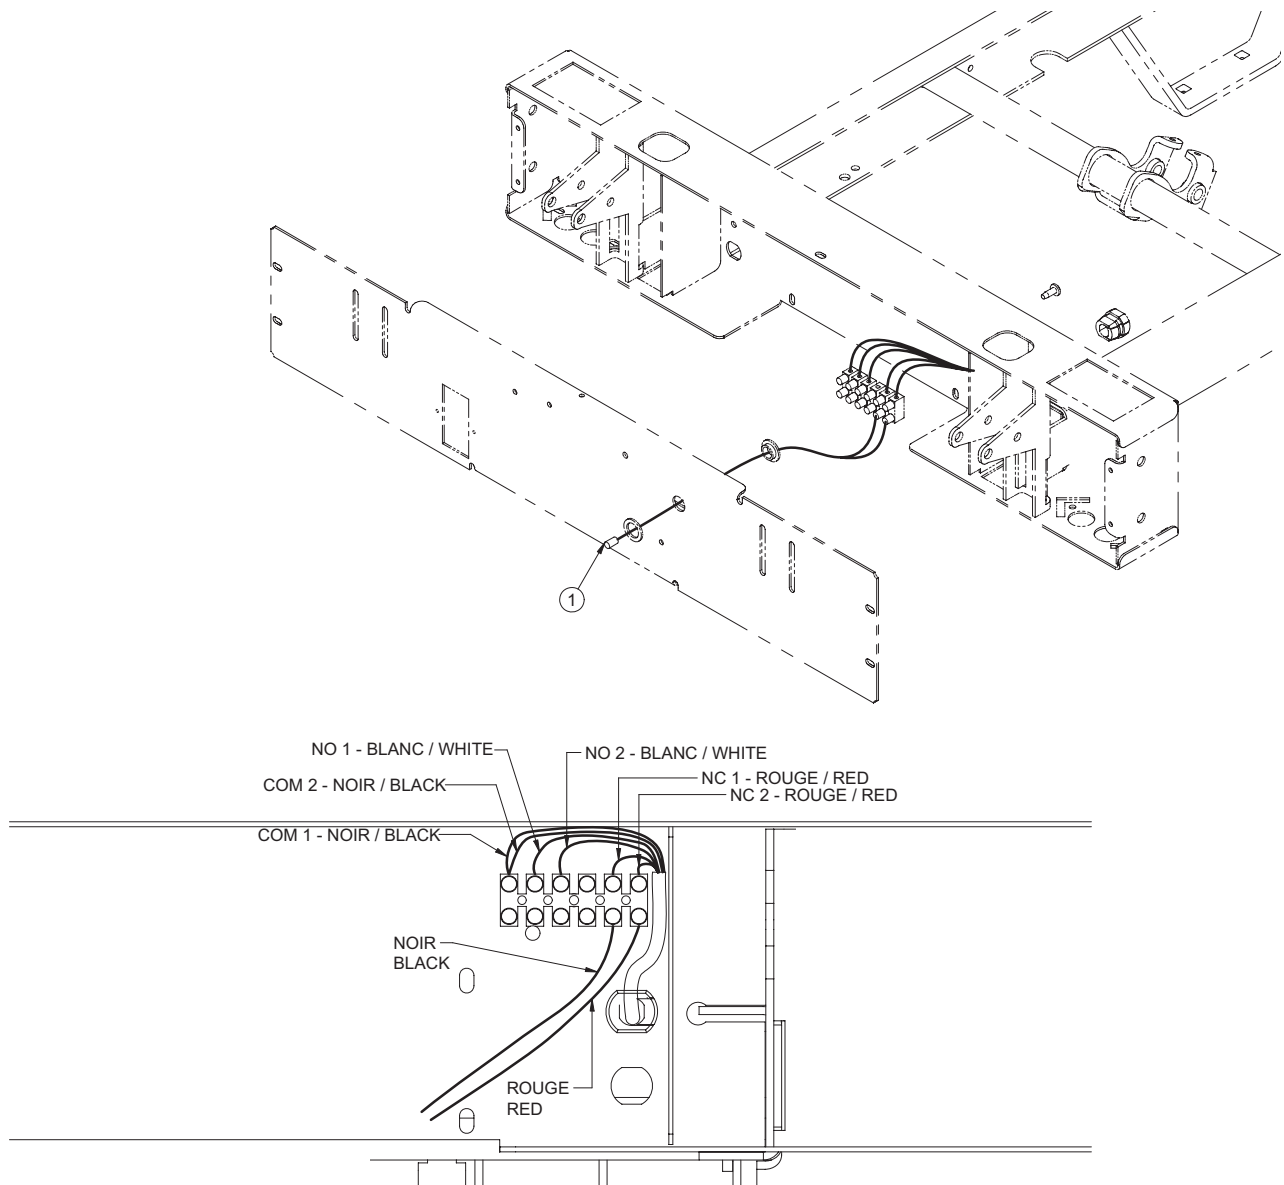 1
NO 1 - BLANC / WHITE
NO 2 - BLANC / WHITE
COM 2 - NOIR / BLACK
NC 1 - ROUGE / RED
NC 2 - ROUGE / RED
COM 1 - NOIR / BLACK
NOIR
BLACK
ROUGE
RED